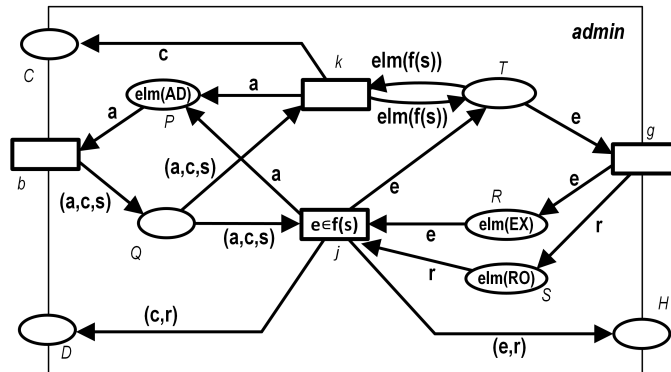 admin
C
c
k
elm(f(s))
T
elm(AD)
a
elm(f(s))
a
P
e
g
b
(a,c,s)
(a,c,s)
a
e
R
e
Q
(a,c,s)
e∈f(s)
e
elm(EX)
r
j
r
elm(RO)
S
H
D
(c,r)
(e,r)